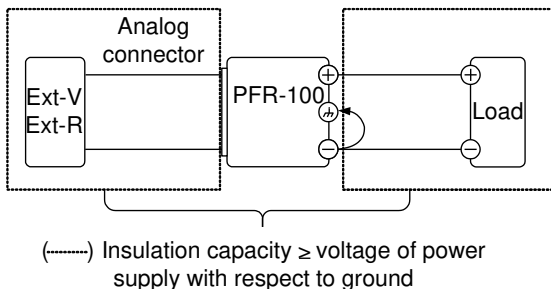 Analog
connector
Ext-V
Ext-R
PFR-100
Load
+
-
+
-
(--------) Insulation capacity ≥ voltage of power
supply with respect to ground